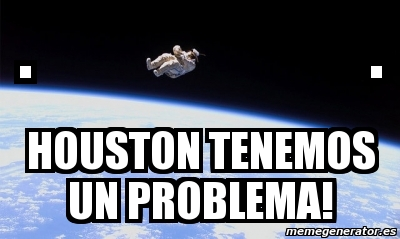 . .
HOUSTON TENEMOS
UN PROBLEMA!
memegenerator.es